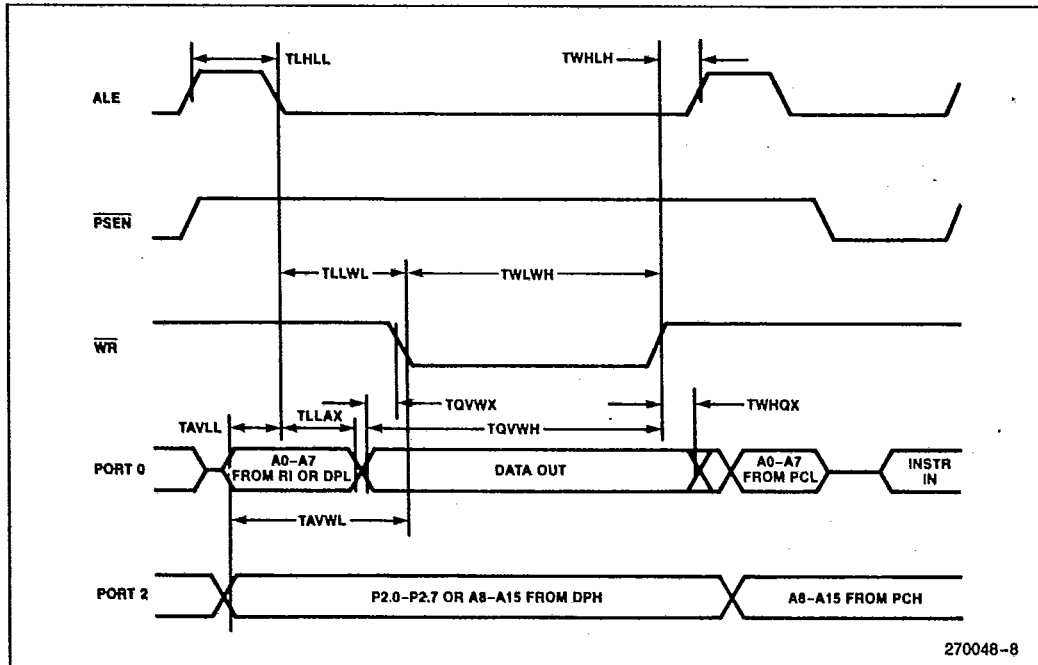 TLHLL
TWHLH
ALE
PSEN
TLLWL
TWLWH
WR
TQVWX
TWHQX
TAVLL
TLLAX
TQVWH
PORT 0
A0–A7
FROM RI OR DPL
DATA OUT
A0–A7
FROM PCL
INSTR
IN
TAVWL
PORT 2
P2.0–P2.7 OR A8–A15 FROM DPH
A8–A15 FROM PCH
270048–8